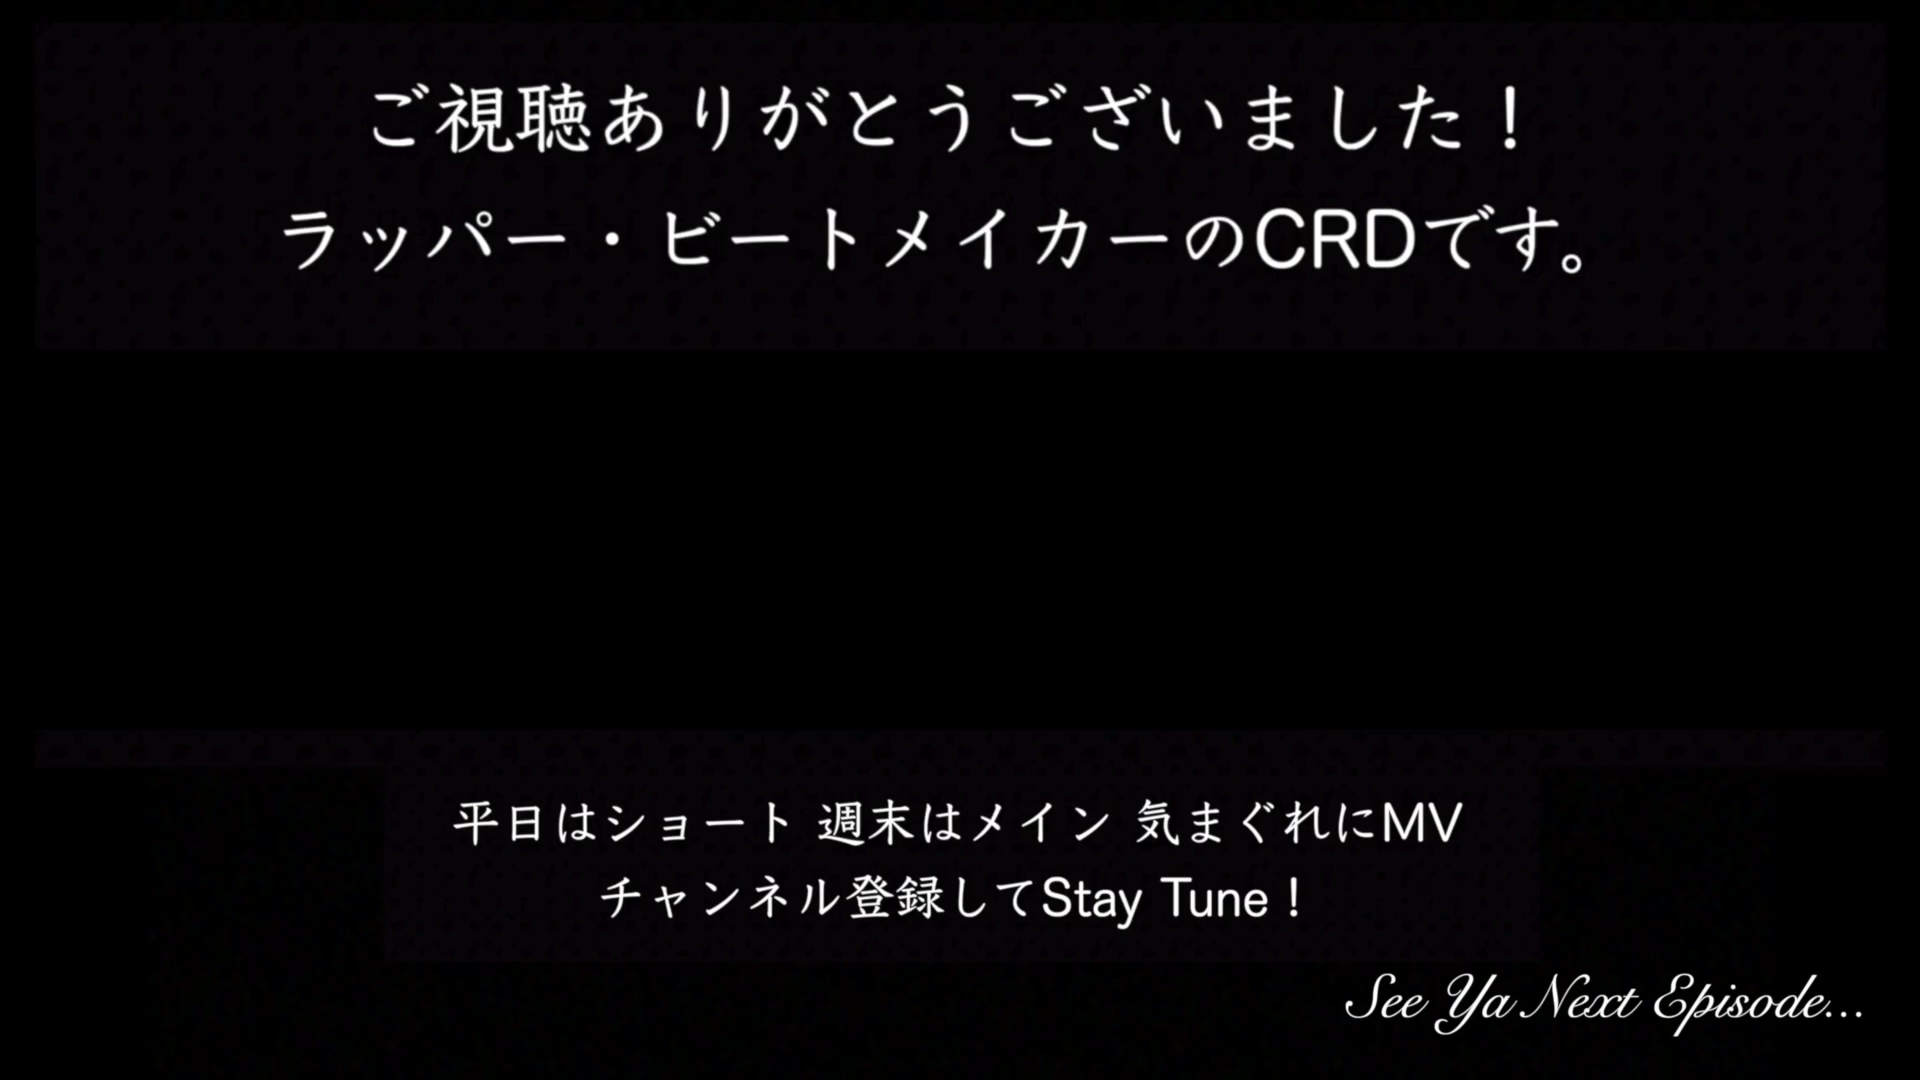 ご視聴ありがとうございました！
ラッパー・ビートメイカーのCRDです。
平日はショート 週末はメイン 気まぐれにMV
チャンネル登録してStay Tune！
See Ya Next Episode...